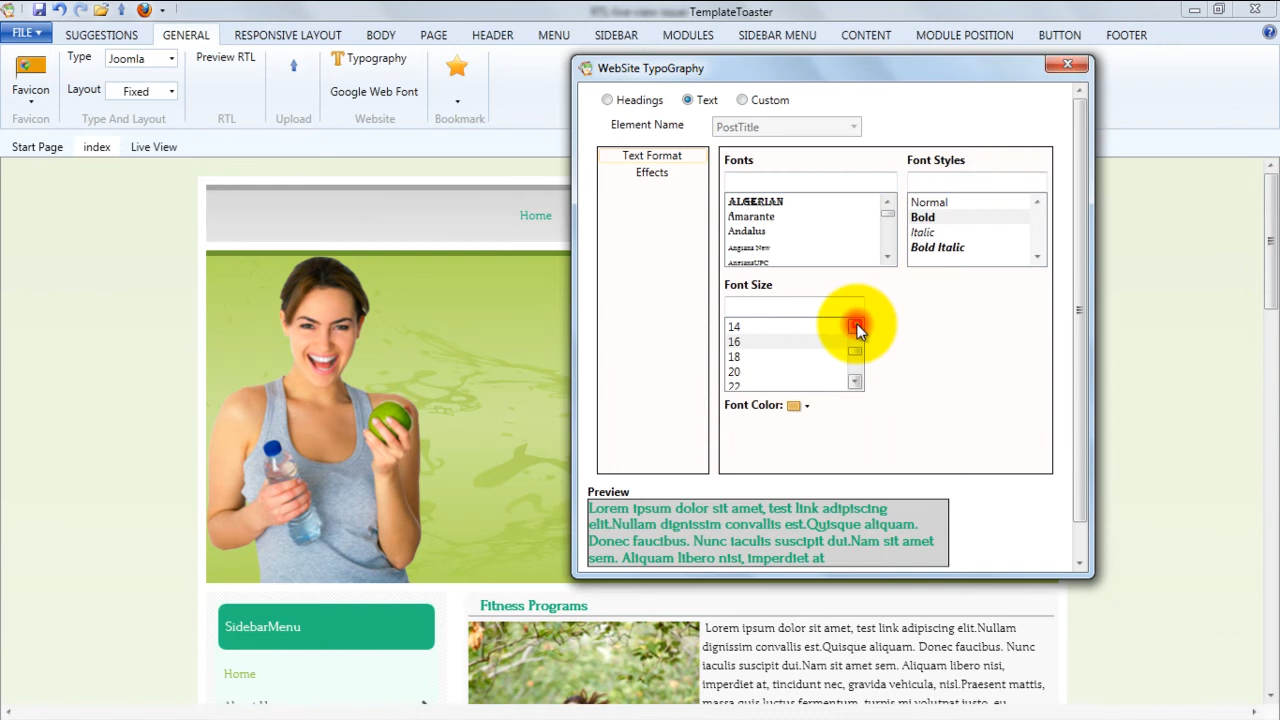 TemplateToaster
FILE
SUGGESTIONS
GENERAL
RESPONSIVE LAYOUT
BODY
PAGE
HEADER
MENU
SIDEBAR
MODULES
SIDEBAR MENU
CONTENT
MODULE POSITION
BUTTON
FOOTER
Favicon
Type
Joomla
Layout
Fixed
Preview RTL
Typography
Google Web Font
Favicon
Type And Layout
RTL
Upload
Website
Bookmark
Start Page
index
Live View
WebSite TypoGraphy
Headings
Text
Custom
Element Name
PostTitle
Text Format
Effects
Fonts
ALGERIAN
Amarante
Andalus
Angsana New
AngsanaUPC
Font Styles
Normal
Bold
Italic
Bold Italic
Font Size
14
16
18
20
22
Font Color:
Preview
Lorem ipsum dolor sit amet, test link adipiscing
elit.Nullam dignissim convallis est.Quisque aliquam.
Donec faucibus. Nunc iaculis suscipit dui.Nam sit amet
sem. Aliquam libero nisi, imperdiet at
Home
SidebarMenu
Home
Fitness Programs
Lorem ipsum dolor sit amet, test link adipiscing elit.Nullam
dignissim convallis est.Quisque aliquam. Donec faucibus. Nunc
iaculis suscipit dui.Nam sit amet sem. Aliquam libero nisi,
imperdiet at, tincidunt nec, gravida vehicula, nisl.Praesent mattis,